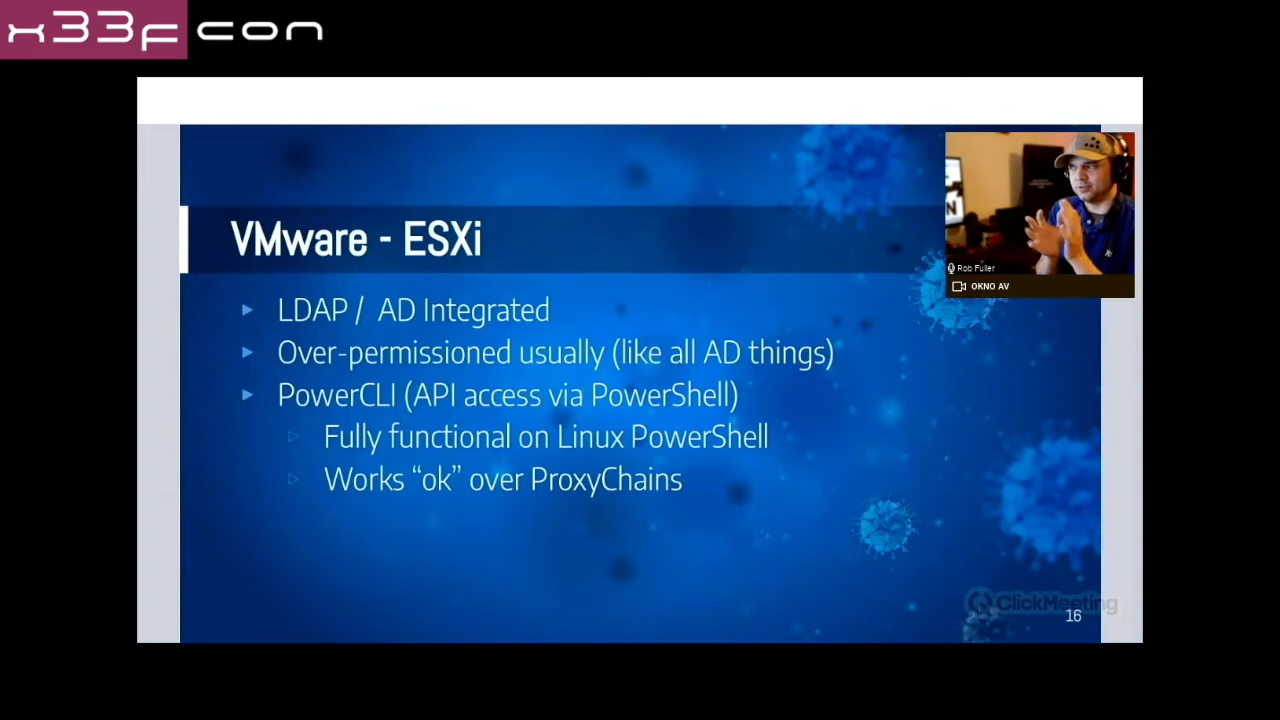 x33fcon
VMware - ESXi
Rob Fuller
OKNO AV
LDAP / AD Integrated
Over-permissioned usually (like all AD things)
PowerCLI (API access via PowerShell)
Fully functional on Linux PowerShell
Works “ok” over ProxyChains
ClickMeeting
16